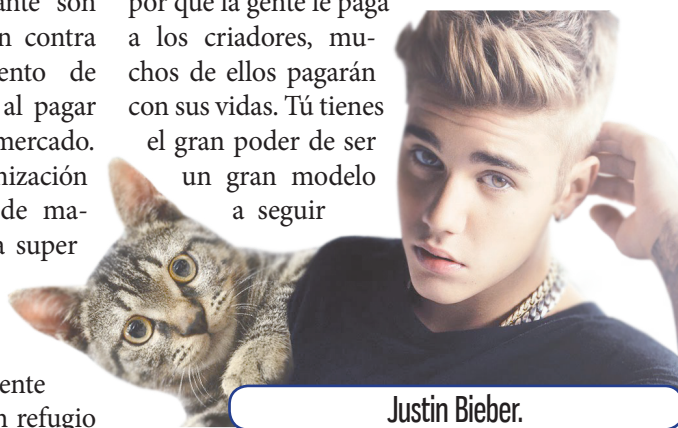 ante son
n contra
ento de
al pagar
mercado.
nización
de ma-
a super
ente
n refugio
por qué la gente le paga
a los criadores, mu-
chos de ellos pagarán
con sus vidas. Tú tienes
el gran poder de ser
un gran modelo
a seguir
Justin Bieber.